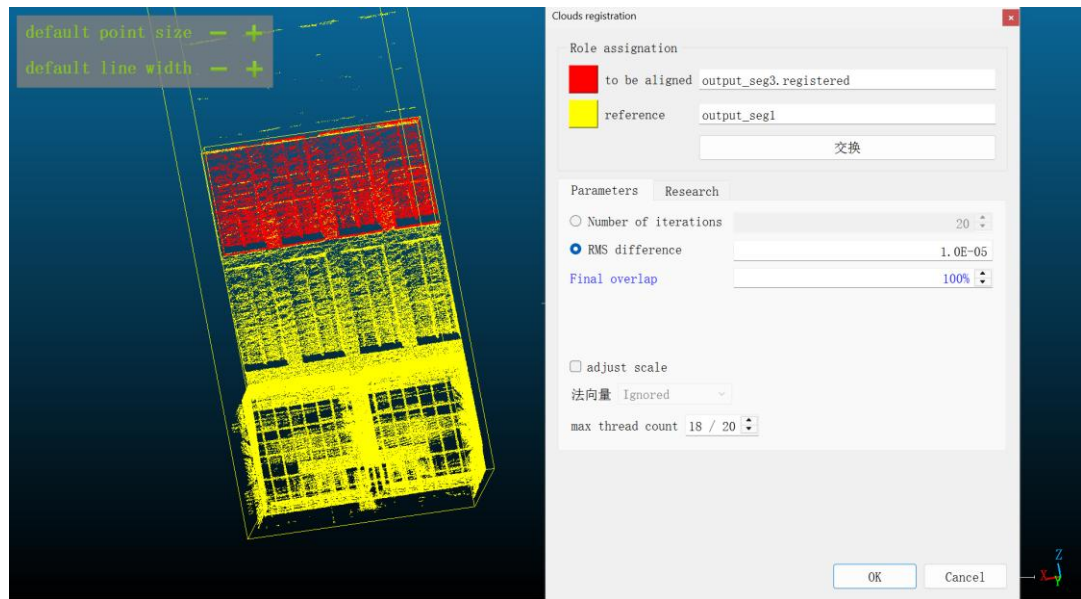 default point size − +
default line width − +
Clouds registration
Role assignation
to be aligned output_seg3.registered
reference output_seg1
交换
Parameters Research
Number of iterations 20
RMS difference 1.0E-05
Final overlap 100%
adjust scale
法向量 Ignored
max thread count 18 / 20
OK Cancel
Z
X
Y